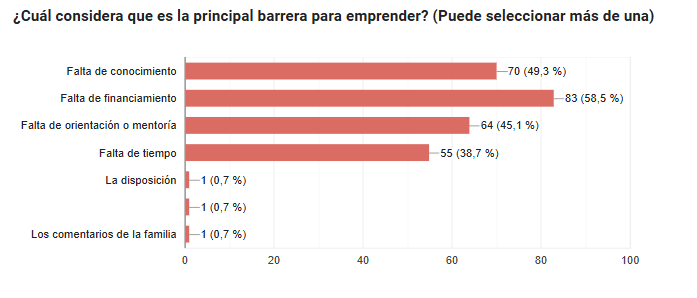 ¿Cuál considera que es la principal barrera para emprender? (Puede seleccionar más de una)
Falta de conocimiento 70 (49,3 %)
Falta de financiamiento 83 (58,5 %)
Falta de orientación o mentoría 64 (45,1 %)
Falta de tiempo 55 (38,7 %)
La disposición 1 (0,7 %)
1 (0,7 %)
Los comentarios de la familia 1 (0,7 %)
0 20 40 60 80 100